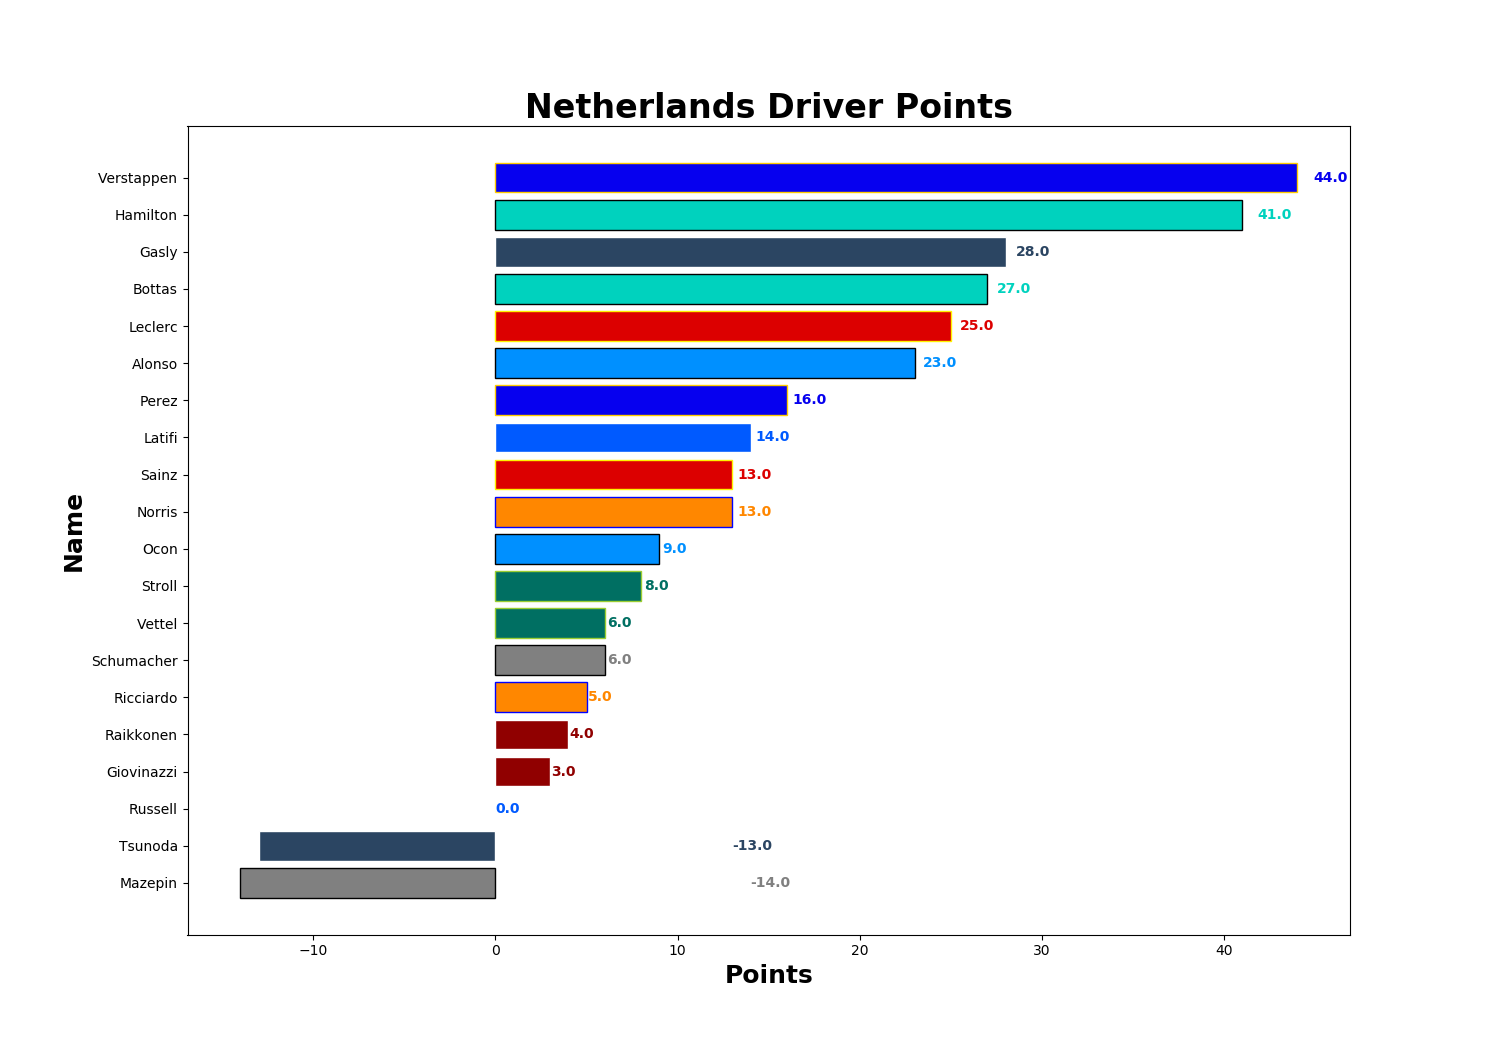 Netherlands Driver Points
Name
Verstappen 44.0
Hamilton 41.0
Gasly 28.0
Bottas 27.0
Leclerc 25.0
Alonso 23.0
Perez 16.0
Latifi 14.0
Sainz 13.0
Norris 13.0
Ocon 9.0
Stroll 8.0
Vettel 6.0
Schumacher 6.0
Ricciardo 5.0
Raikkonen 4.0
Giovinazzi 3.0
Russell 0.0
Tsunoda -13.0
Mazepin -14.0
−10 0 10 20 30 40
Points